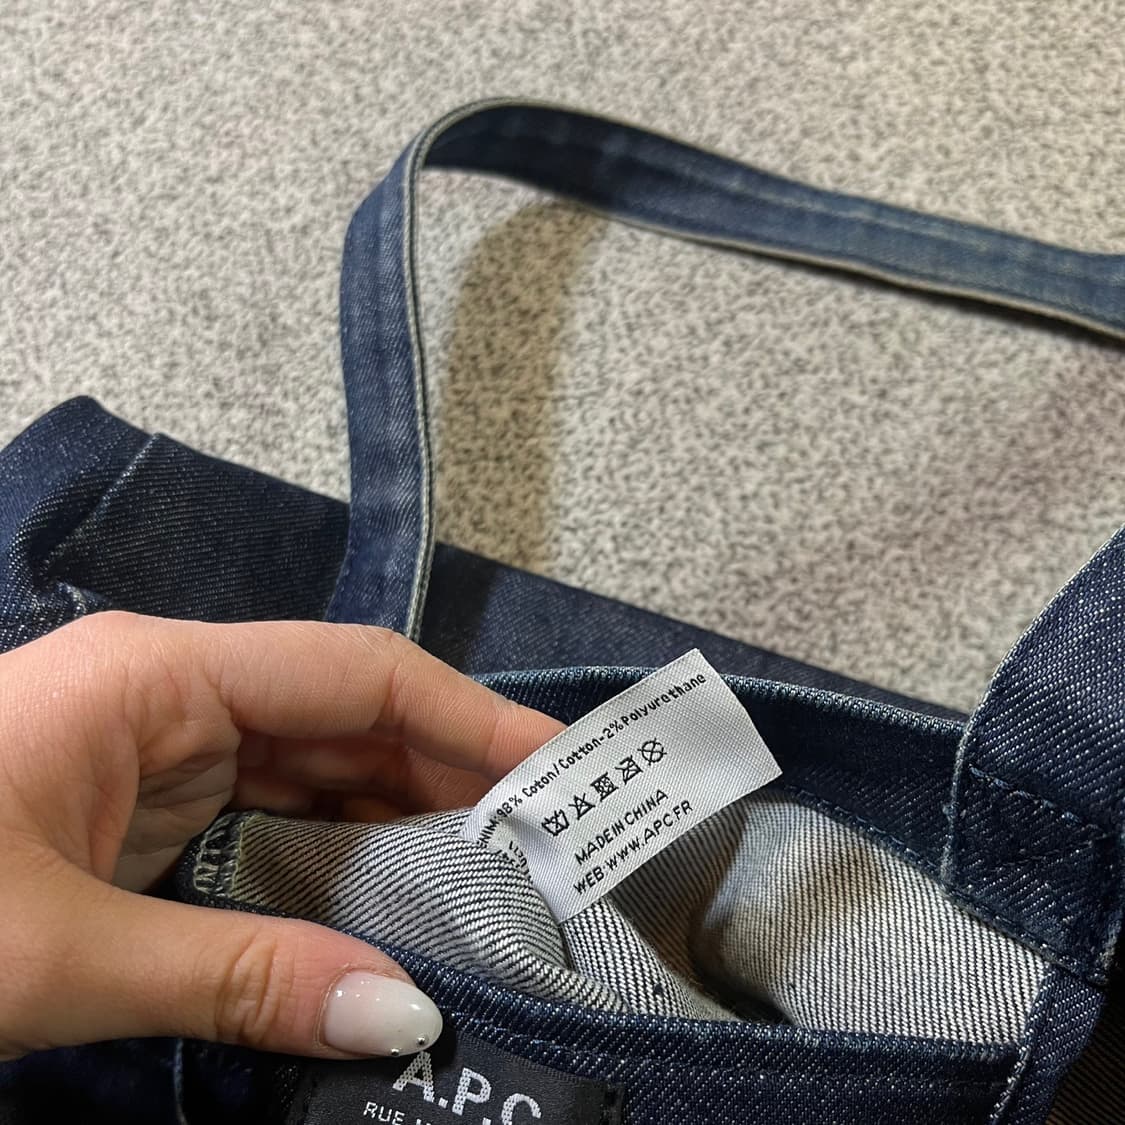 98% Coton/Cotton-2%Polyurethane
MADE IN CHINA
WEB:WWW.APC.FR
A.P.C
RUE